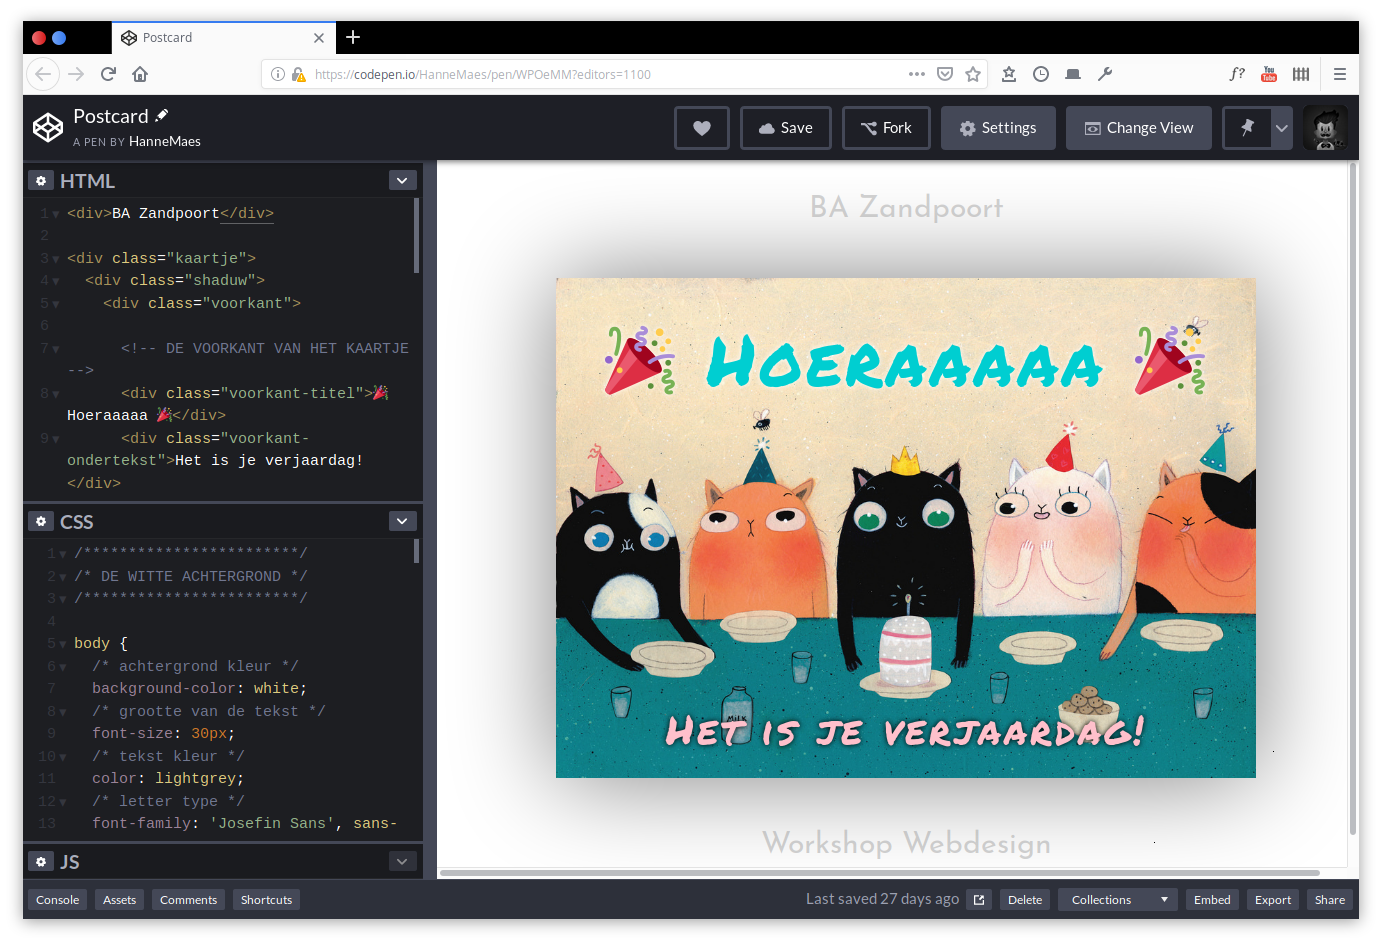 Postcard
https://codepen.io/HanneMaes/pen/WPOeMM?editors=1100
f?
You
Tube
Postcard
A PEN BY HanneMaes
Save
Fork
Settings
Change View
HTML
1 <div>BA Zandpoort</div>
2
3 <div class="kaartje">
4 <div class="shaduw">
5 <div class="voorkant">
6
7 <!-- DE VOORKANT VAN HET KAARTJE
-->
8 <div class="voorkant-titel">🎉
Hoeraaaaa 🎉</div>
9 <div class="voorkant-
ondertekst">Het is je verjaardag!
</div>
CSS
1 /************************/
2 /* DE WITTE ACHTERGROND */
3 /************************/
4
5 body {
6 /* achtergrond kleur */
7 background-color: white;
8 /* grootte van de tekst */
9 font-size: 30px;
10 /* tekst kleur */
11 color: lightgrey;
12 /* letter type */
13 font-family: 'Josefin Sans', sans-
JS
BA Zandpoort
🎉 Hoeraaaaa 🎉
MILK
Het is je verjaardag!
Workshop Webdesign
Console
Assets
Comments
Shortcuts
Last saved 27 days ago
Delete
Collections
Embed
Export
Share